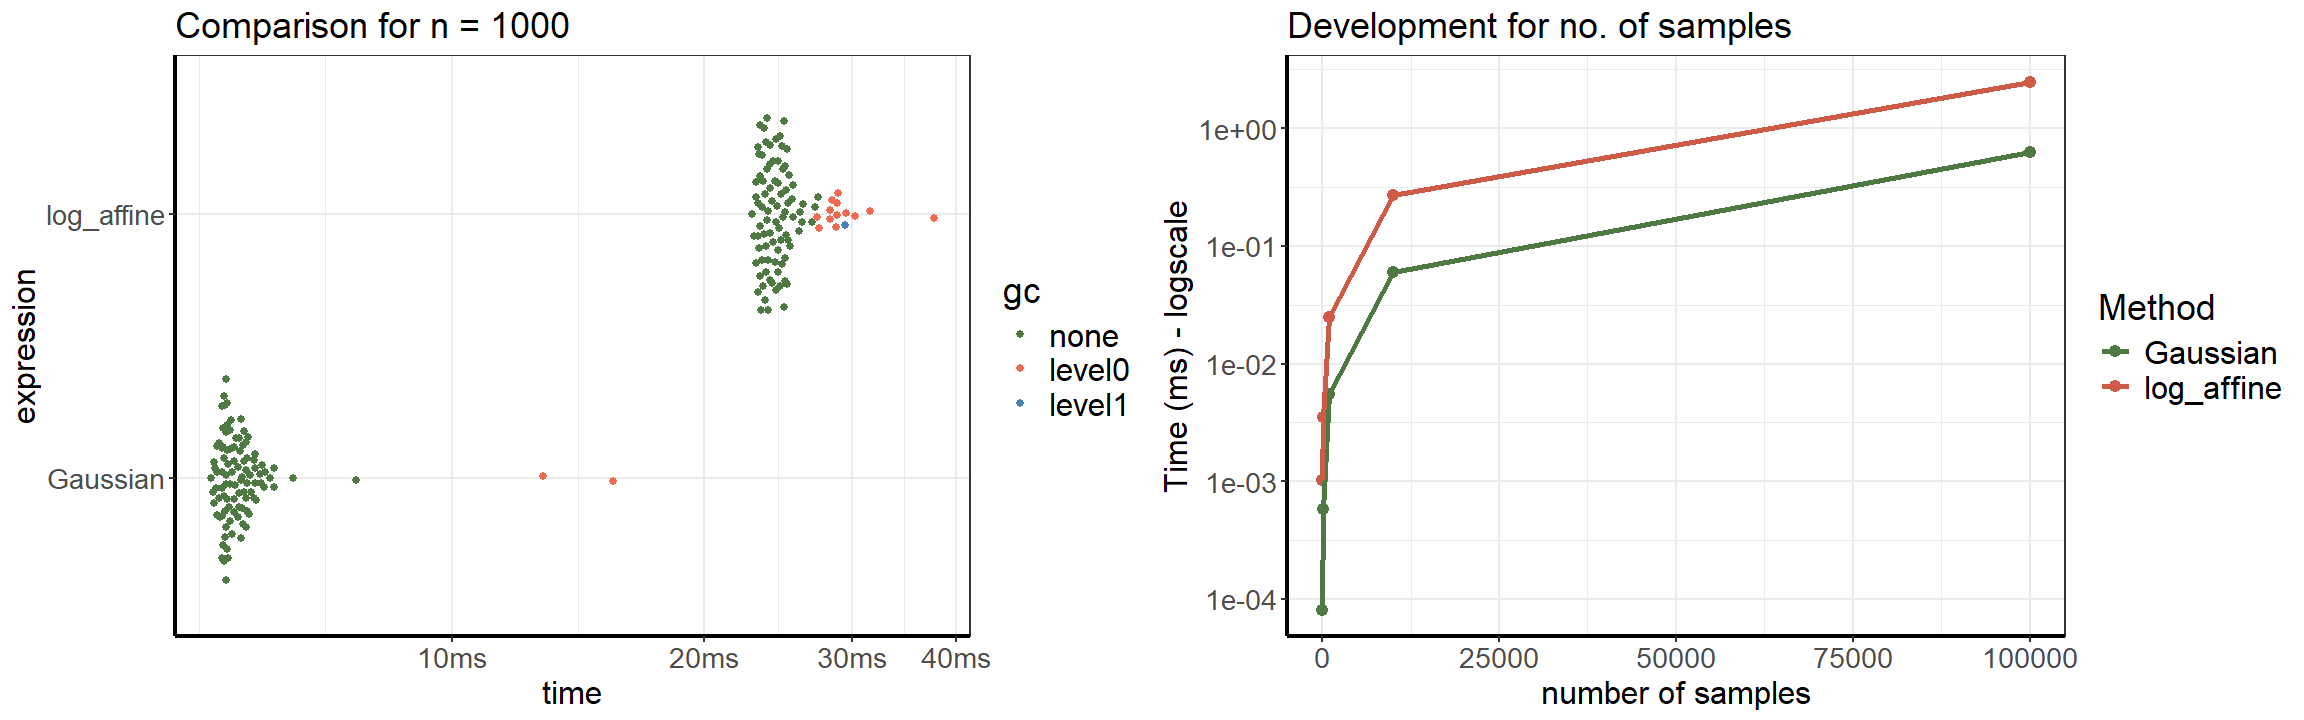 Comparison for n = 1000
expression
log_affine
Gaussian
10ms 20ms 30ms 40ms
time
gc
none
level0
level1
Development for no. of samples
Time (ms) - logscale
1e+00
1e-01
1e-02
1e-03
1e-04
0 25000 50000 75000 100000
number of samples
Method
Gaussian
log_affine